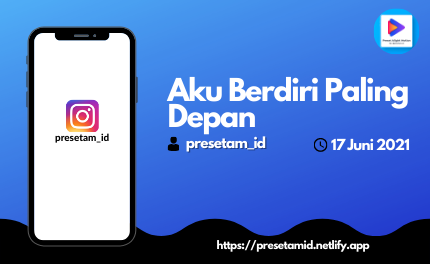 Aku Berdiri Paling
Depan
presetam_id
17 Juni 2021
presetam_id
https://presetamid.netlify.app